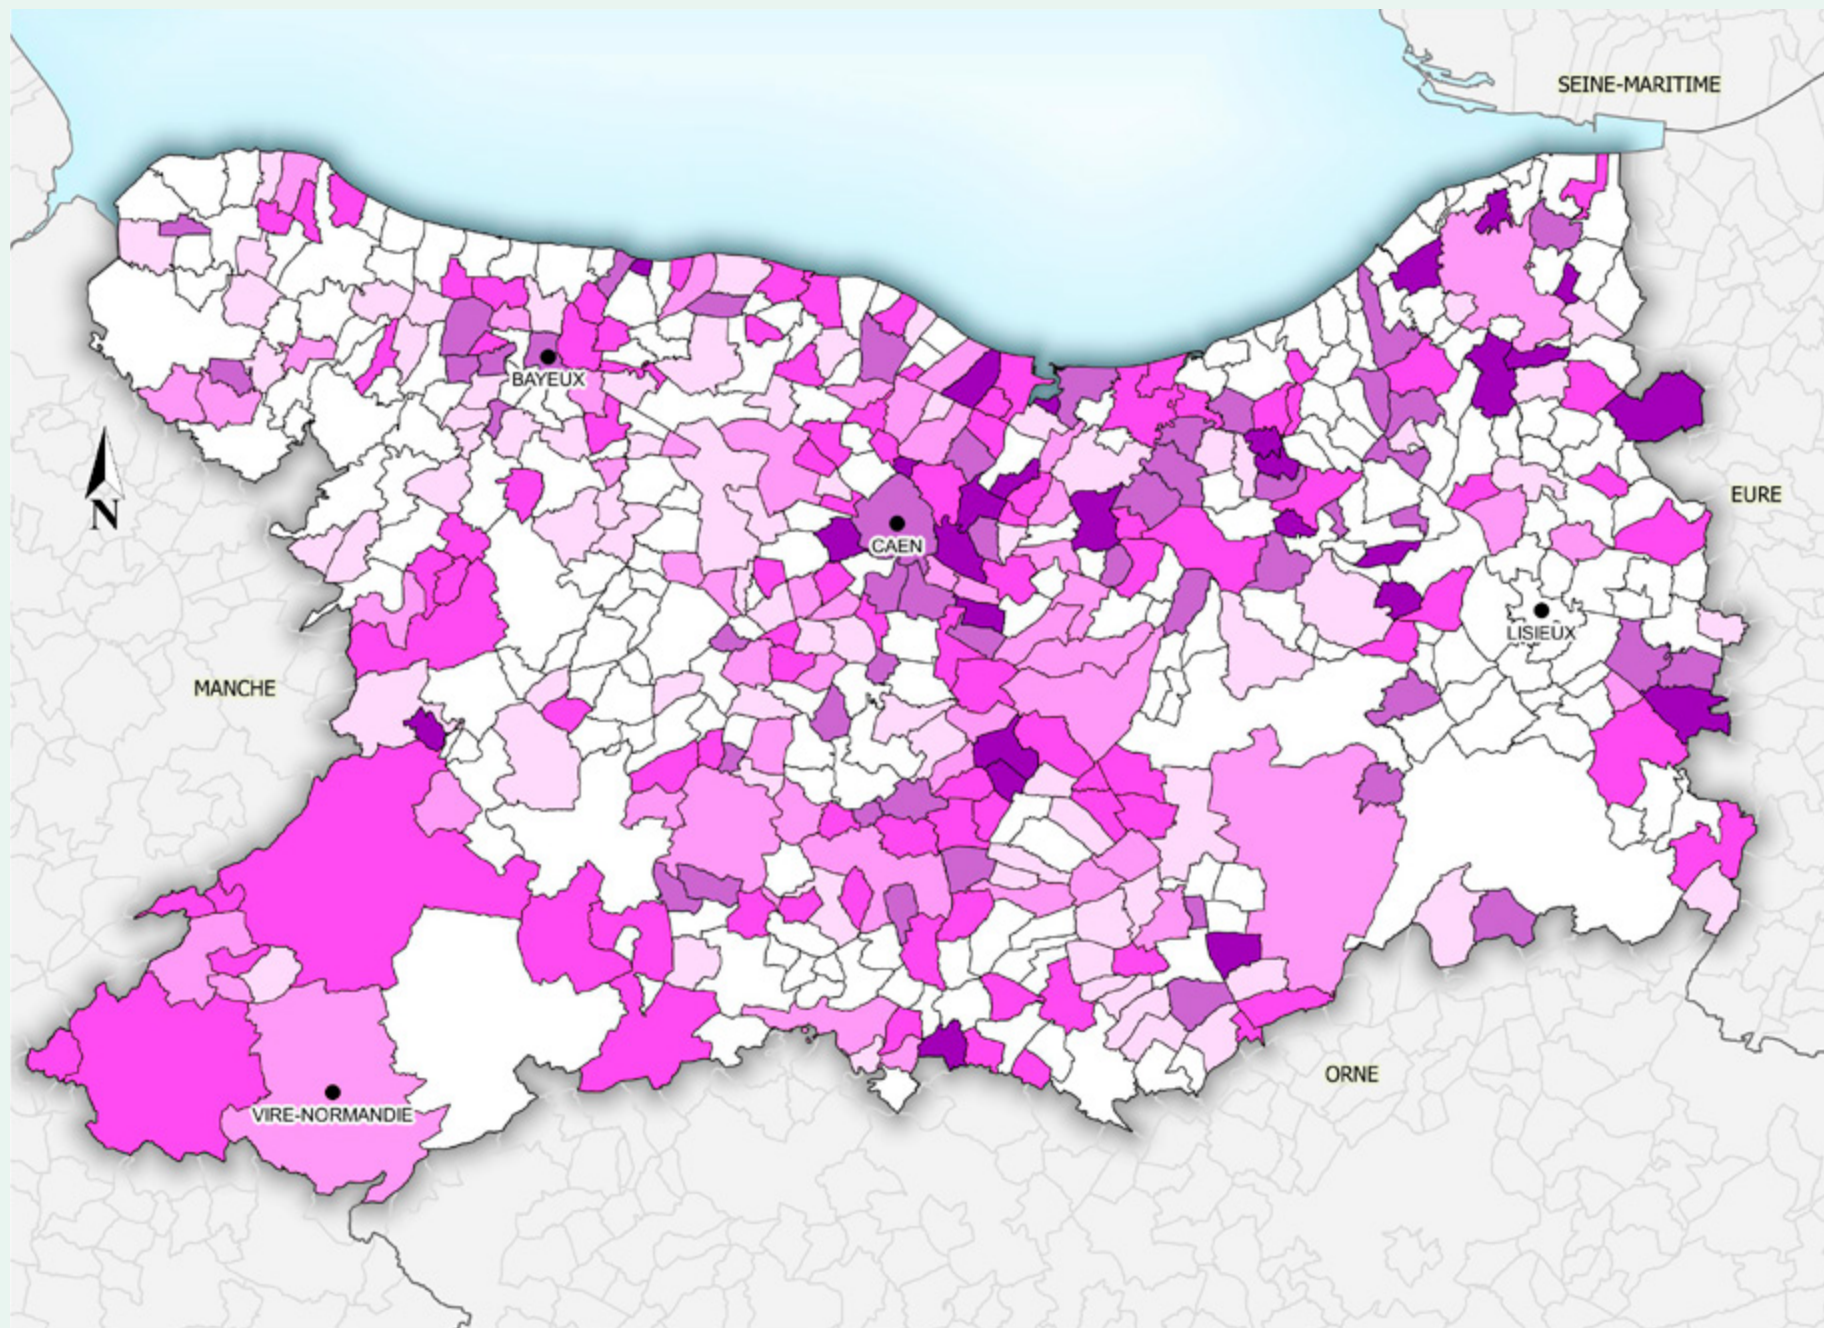 SEINE-MARITIME
BAYEUX
EURE
N
CAEN
LISIEUX
MANCHE
ORNE
VIRE-NORMANDIE